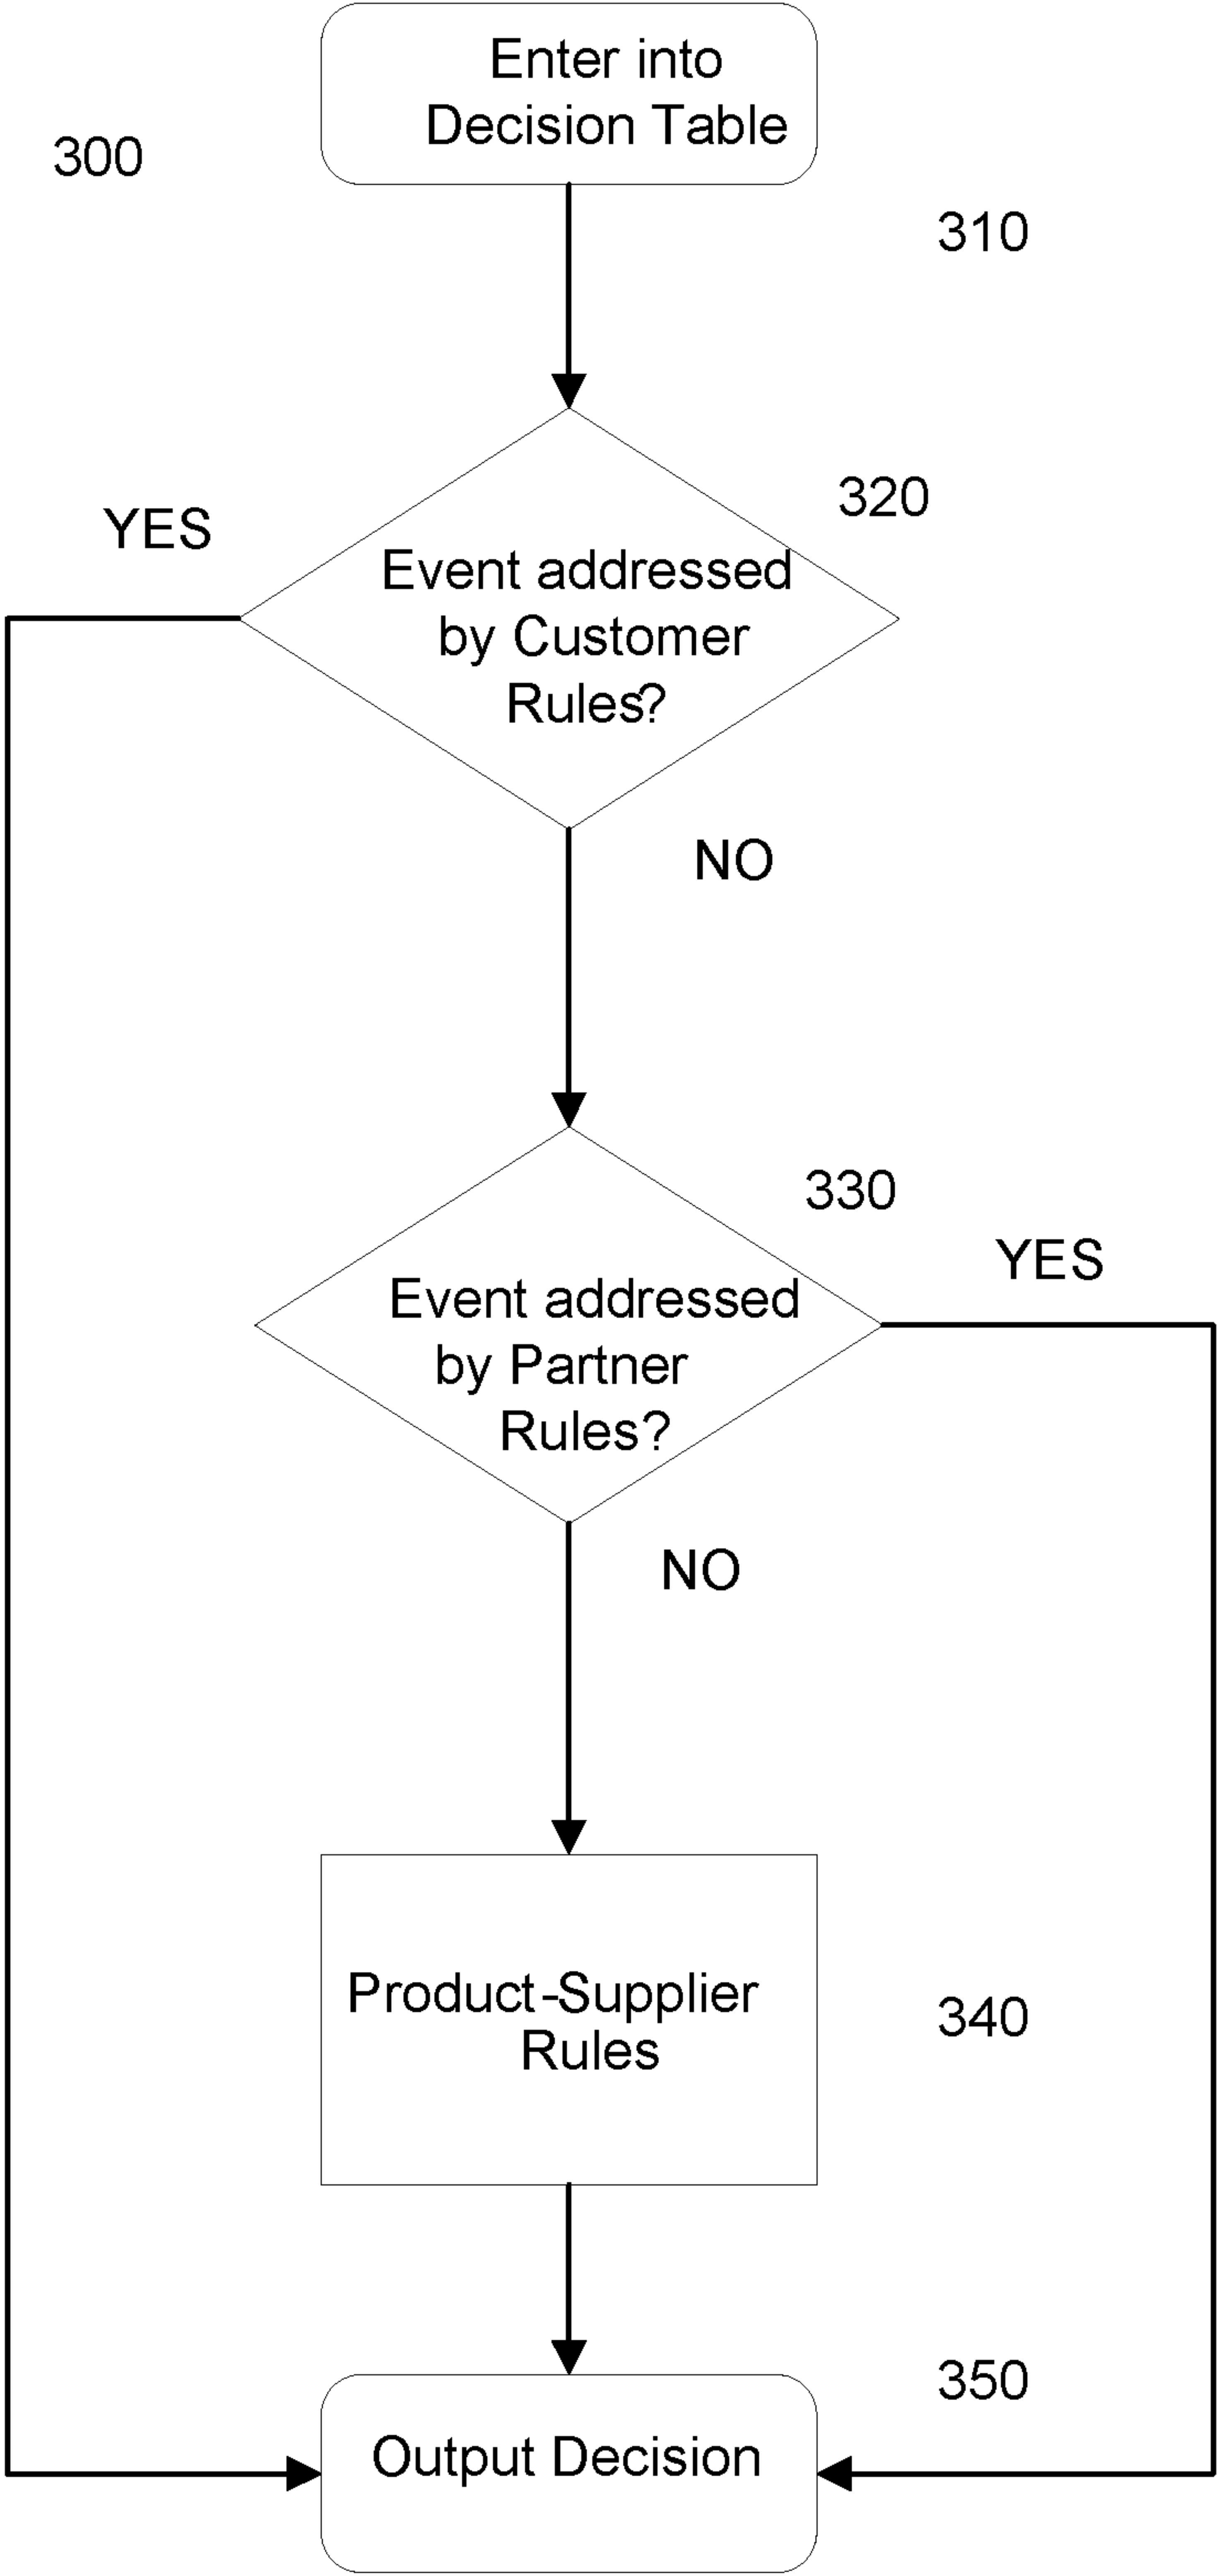 Enter into
Decision Table
300
310
320
YES
Event addressed
by Customer
Rules?
NO
330
YES
Event addressed
by Partner
Rules?
NO
Product-Supplier
Rules
340
350
Output Decision